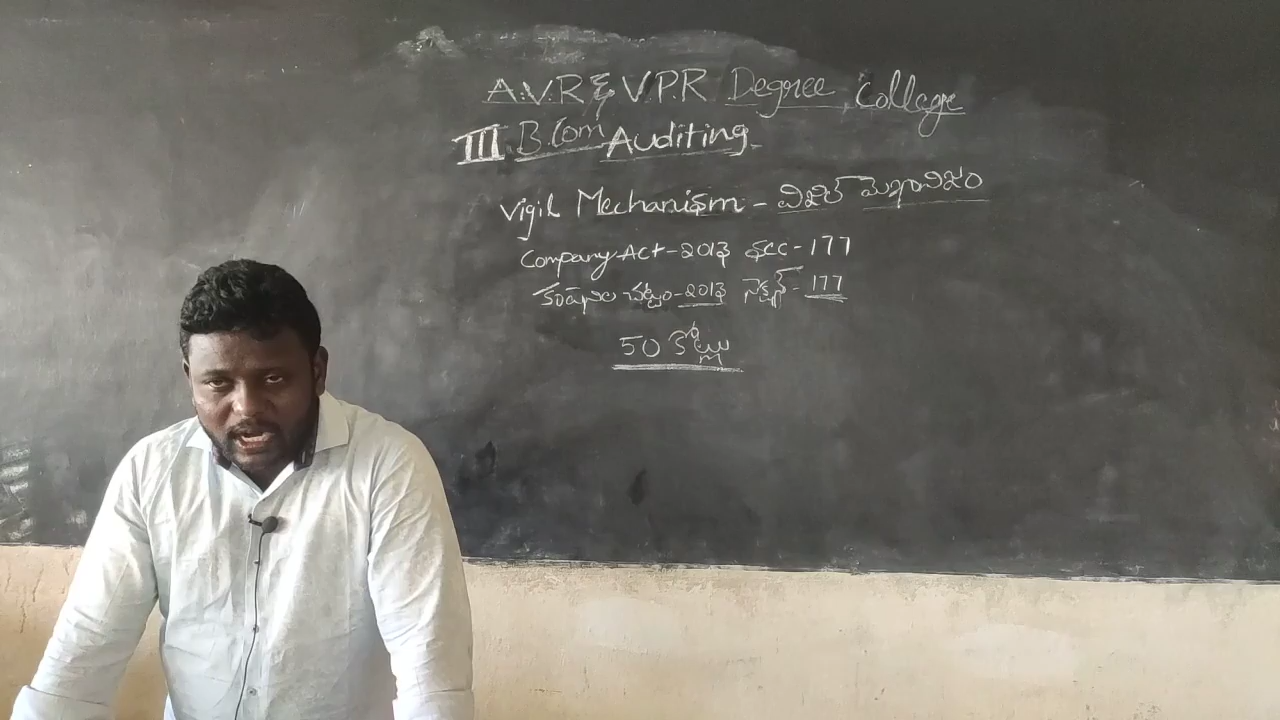 A.V.R & V.P.R Degree College
III B.Com Auditing
Vigil Mechanism - విజిల్ మెఖానిజం
Company Act-2013 Sec-177
కంపెనీల చట్టం-2013 సెక్షన్-177
50 కోట్లు